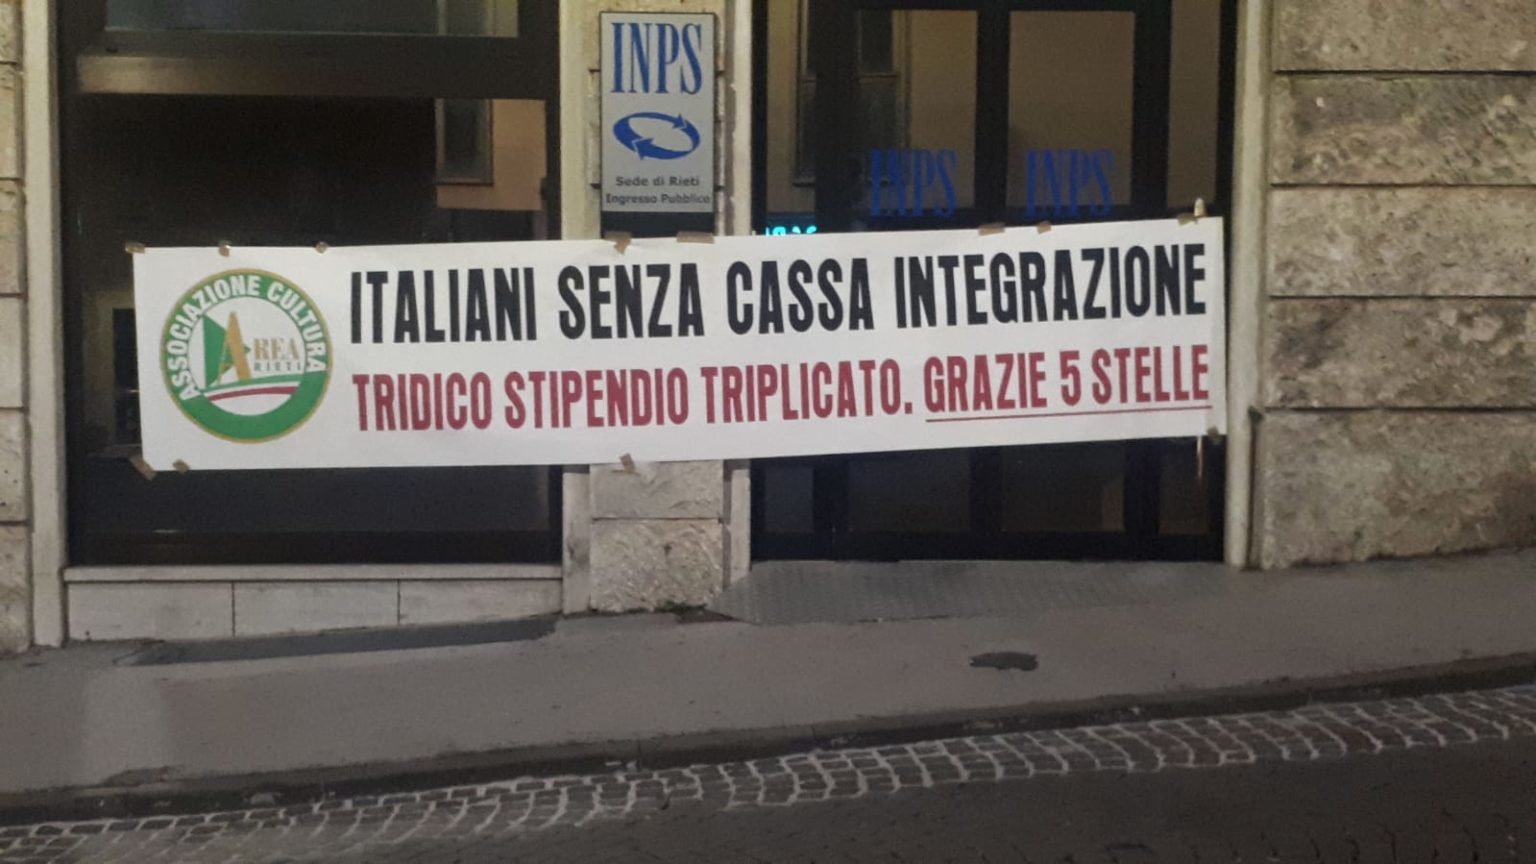 INPS
Sede di Rieti
Ingresso Pubblico
INPS INPS
ASSOCIAZIONE CULTURALE
AREA
RIETI
ITALIANI SENZA CASSA INTEGRAZIONE
TRIDICO STIPENDIO TRIPLICATO. GRAZIE 5 STELLE